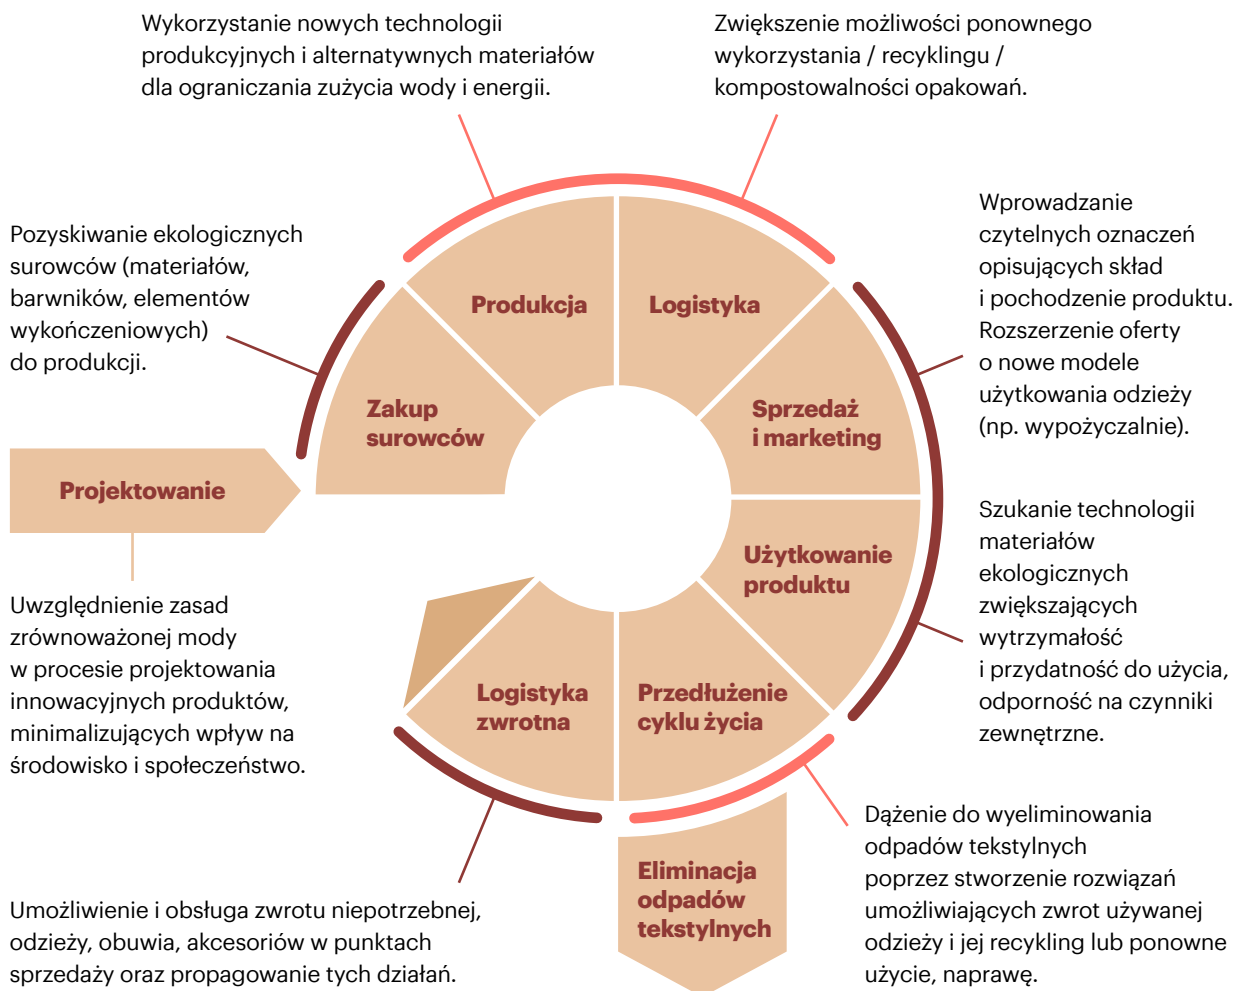 Wykorzystanie nowych technologii
produkcyjnych i alternatywnych materiałów
dla ograniczania zużycia wody i energii.
Zwiększenie możliwości ponownego
wykorzystania / recyklingu /
kompostowalności opakowań.
Pozyskiwanie ekologicznych
surowców (materiałów,
barwników, elementów
wykończeniowych)
do produkcji.
Wprowadzanie
czytelnych oznaczeń
opisujących skład
i pochodzenie produktu.
Rozszerzenie oferty
o nowe modele
użytkowania odzieży
(np. wypożyczalnie).
Produkcja
Logistyka
Zakup
surowców
Sprzedaż
i marketing
Projektowanie
Użytkowanie
produktu
Szukanie technologii
materiałów
ekologicznych
zwiększających
wytrzymałość
i przydatność do użycia,
odporność na czynniki
zewnętrzne.
Uwzględnienie zasad
zrównoważonej mody
w procesie projektowania
innowacyjnych produktów,
minimalizujących wpływ na
środowisko i społeczeństwo.
Logistyka
zwrotna
Przedłużenie
cyklu życia
Eliminacja
odpadów
tekstylnych
Umożliwienie i obsługa zwrotu niepotrzebnej,
odzieży, obuwia, akcesoriów w punktach
sprzedaży oraz propagowanie tych działań.
Dążenie do wyeliminowania
odpadów tekstylnych
poprzez stworzenie rozwiązań
umożliwiających zwrot używanej
odzieży i jej recykling lub ponowne
użycie, naprawę.